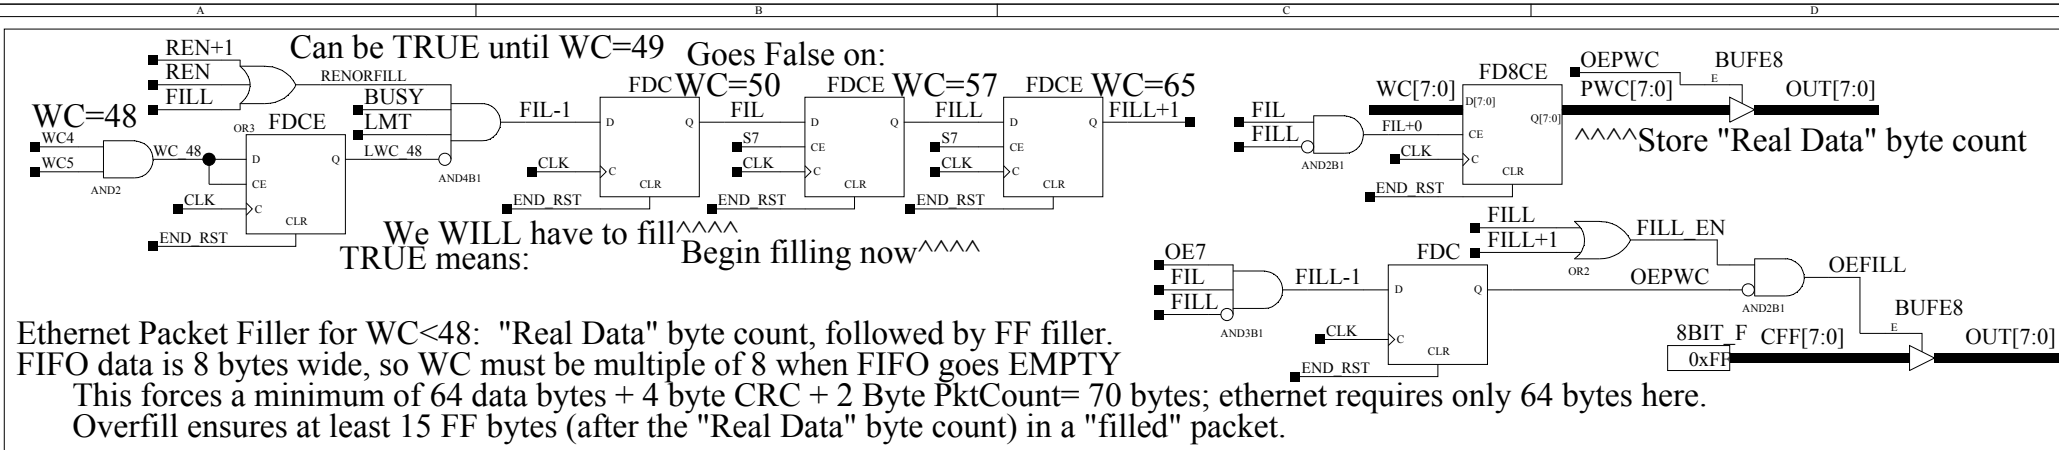 A
B
C
D
REN+1
REN
FILL
RENORFILL
OR3
Can be TRUE until WC=49
Goes False on:
WC=48
WC4
WC5
WC_48
AND2
FDCE
D
Q
CE
C
CLR
CLK
END_RST
LWC_48
BUSY
LMT
AND4B1
FIL-1
FDC
WC=50
D
Q
C
CLR
CLK
END_RST
FIL
FDCE
WC=57
D
Q
S7
CE
CLK
C
CLR
END_RST
FILL
FDCE
WC=65
D
Q
S7
CE
CLK
C
CLR
END_RST
FILL+1
We WILL have to fill^^^^
TRUE means:
Begin filling now^^^^
FIL
FILL
AND2B1
FIL+0
WC[7:0]
FD8CE
D[7:0]
Q[7:0]
CE
CLK
C
CLR
END_RST
OEPWC
PWC[7:0]
BUFE8
E
OUT[7:0]
^^^^Store "Real Data" byte count
OE7
FIL
FILL
AND3B1
FILL-1
FDC
D
Q
CLK
C
CLR
END_RST
FILL
FILL+1
OR2
FILL_EN
OEPWC
AND2B1
OEFILL
BUFE8
E
8BIT_F
0xFF
CFF[7:0]
OUT[7:0]
Ethernet Packet Filler for WC<48: "Real Data" byte count, followed by FF filler.
FIFO data is 8 bytes wide, so WC must be multiple of 8 when FIFO goes EMPTY
This forces a minimum of 64 data bytes + 4 byte CRC + 2 Byte PktCount= 70 bytes; ethernet requires only 64 bytes here.
Overfill ensures at least 15 FF bytes (after the "Real Data" byte count) in a "filled" packet.